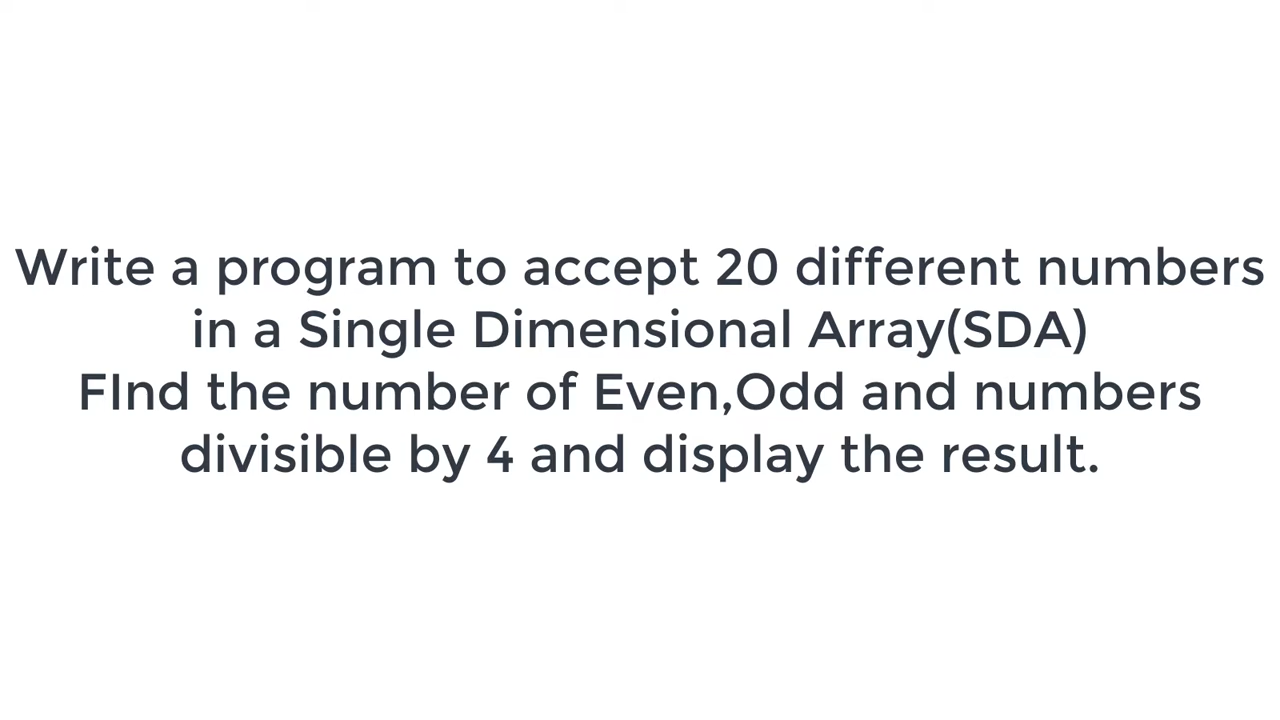 Write a program to accept 20 different numbers
in a Single Dimensional Array(SDA)
FInd the number of Even,Odd and numbers
divisible by 4 and display the result.